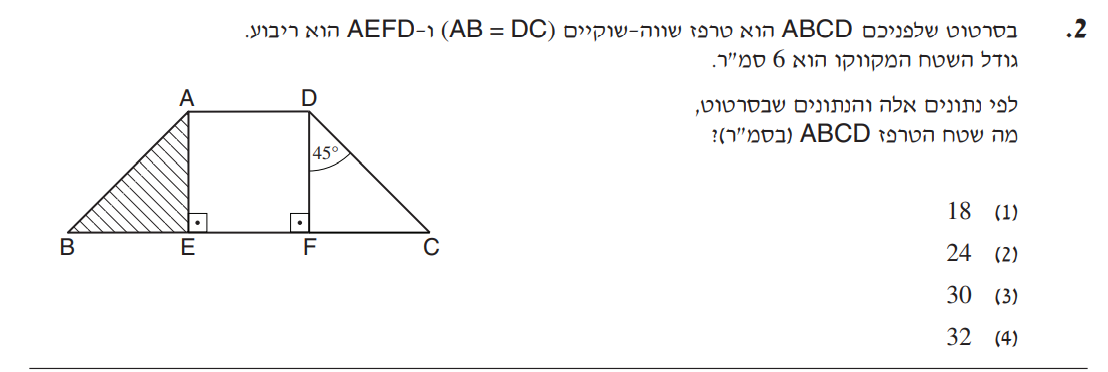 2. בסרטוט שלפניכם ABCD הוא טרפז שווה-שוקיים (AB = DC) ו-AEFD הוא ריבוע.
גודל השטח המקווקו הוא 6 סמ"ר.
לפי נתונים אלה והנתונים שבסרטוט,
מה שטח הטרפז ABCD (בסמ"ר)?
A D
45°
B E F C
(1) 18
(2) 24
(3) 30
(4) 32